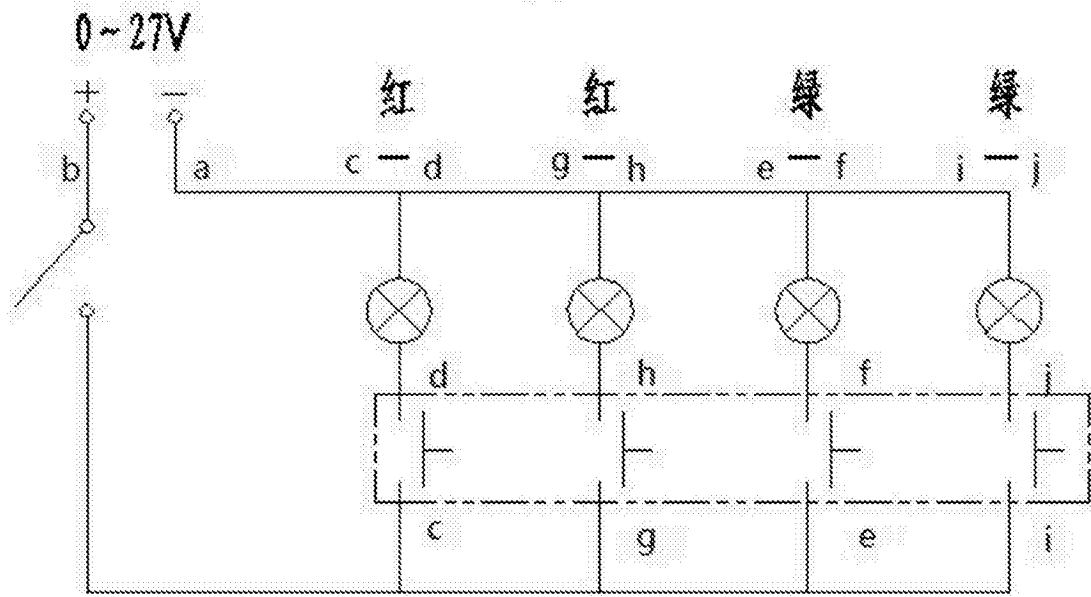 0~27V
+ −
红 红 绿 绿
c — d g — h e — f i — j
b a
d h f j
c g e i